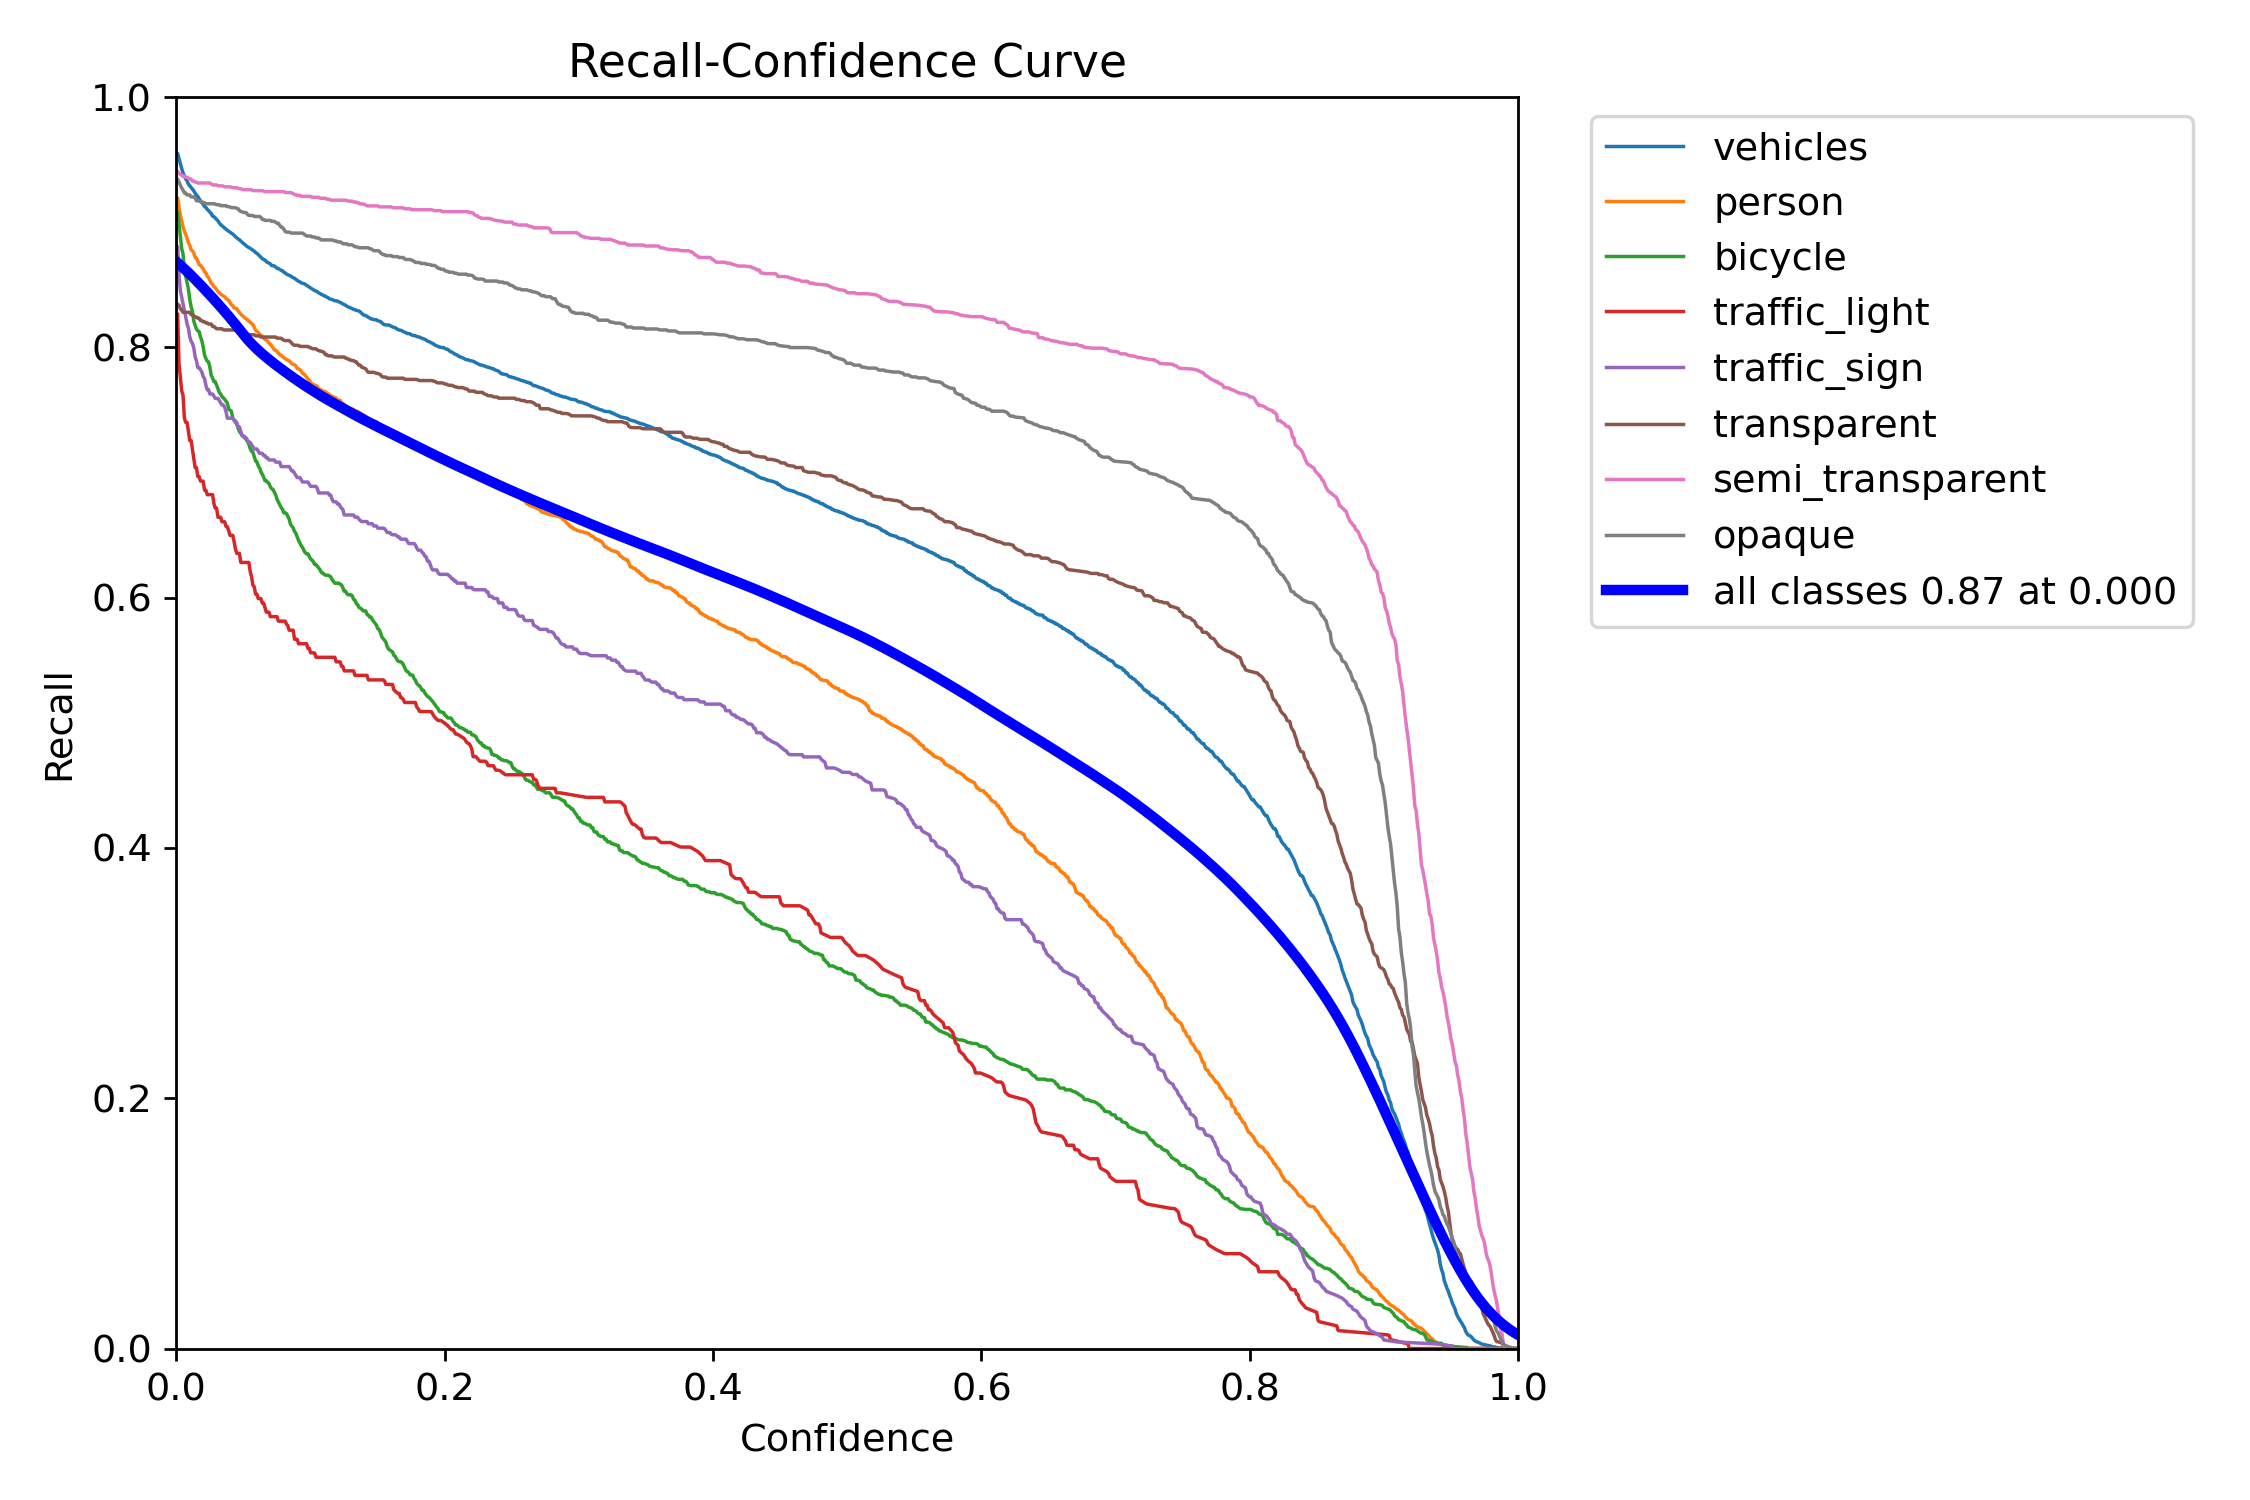 Recall-Confidence Curve
1.0
0.8
0.6
0.4
0.2
0.0
Recall
0.0 0.2 0.4 0.6 0.8 1.0
Confidence
vehicles
person
bicycle
traffic_light
traffic_sign
transparent
semi_transparent
opaque
all classes 0.87 at 0.000